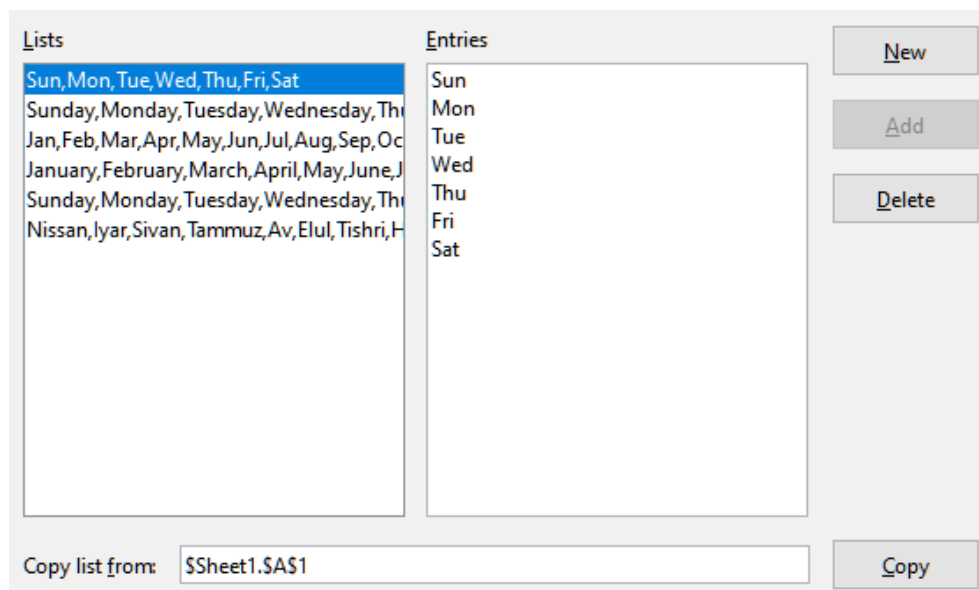 Lists
Sun,Mon,Tue,Wed,Thu,Fri,Sat
Sunday,Monday,Tuesday,Wednesday,Th
Jan,Feb,Mar,Apr,May,Jun,Jul,Aug,Sep,Oc
January,February,March,April,May,June,J
Sunday,Monday,Tuesday,Wednesday,Th
Nissan,Iyar,Sivan,Tammuz,Av,Elul,Tishri,H
Entries
Sun
Mon
Tue
Wed
Thu
Fri
Sat
New
Add
Delete
Copy list from:
$Sheet1.$A$1
Copy